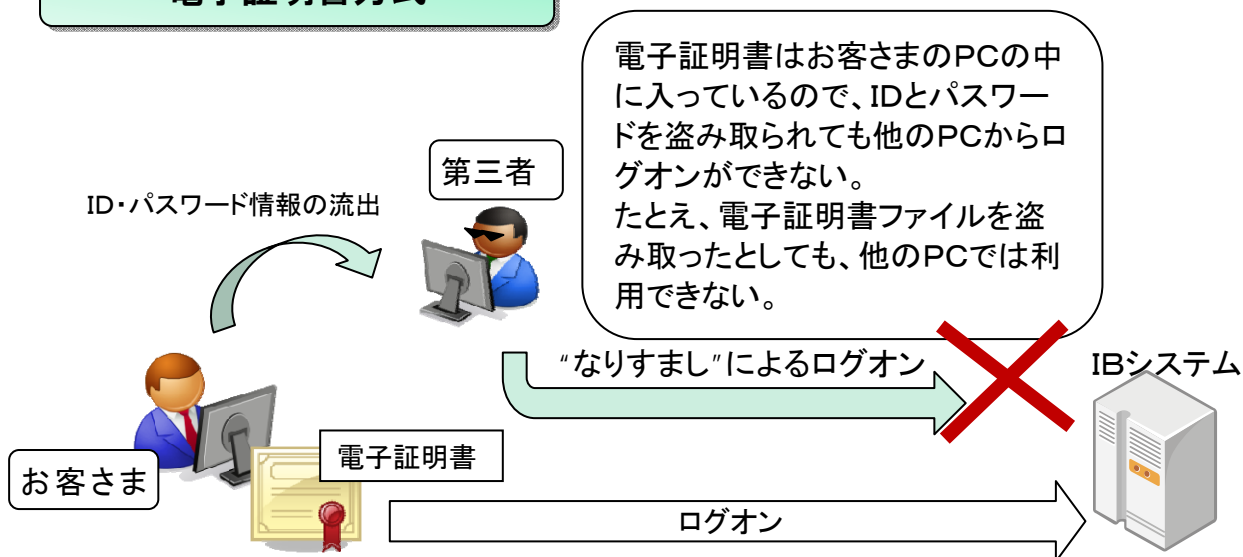 電子証明書方式
電子証明書はお客さまのPCの中
に入っているので、IDとパスワー
ドを盗み取られても他のPCからロ
グオンができない。
たとえ、電子証明書ファイルを盗
み取ったとしても、他のPCでは利
用できない。
第三者
ID・パスワード情報の流出
“なりすまし”によるログオン
IBシステム
電子証明書
お客さま
ログオン